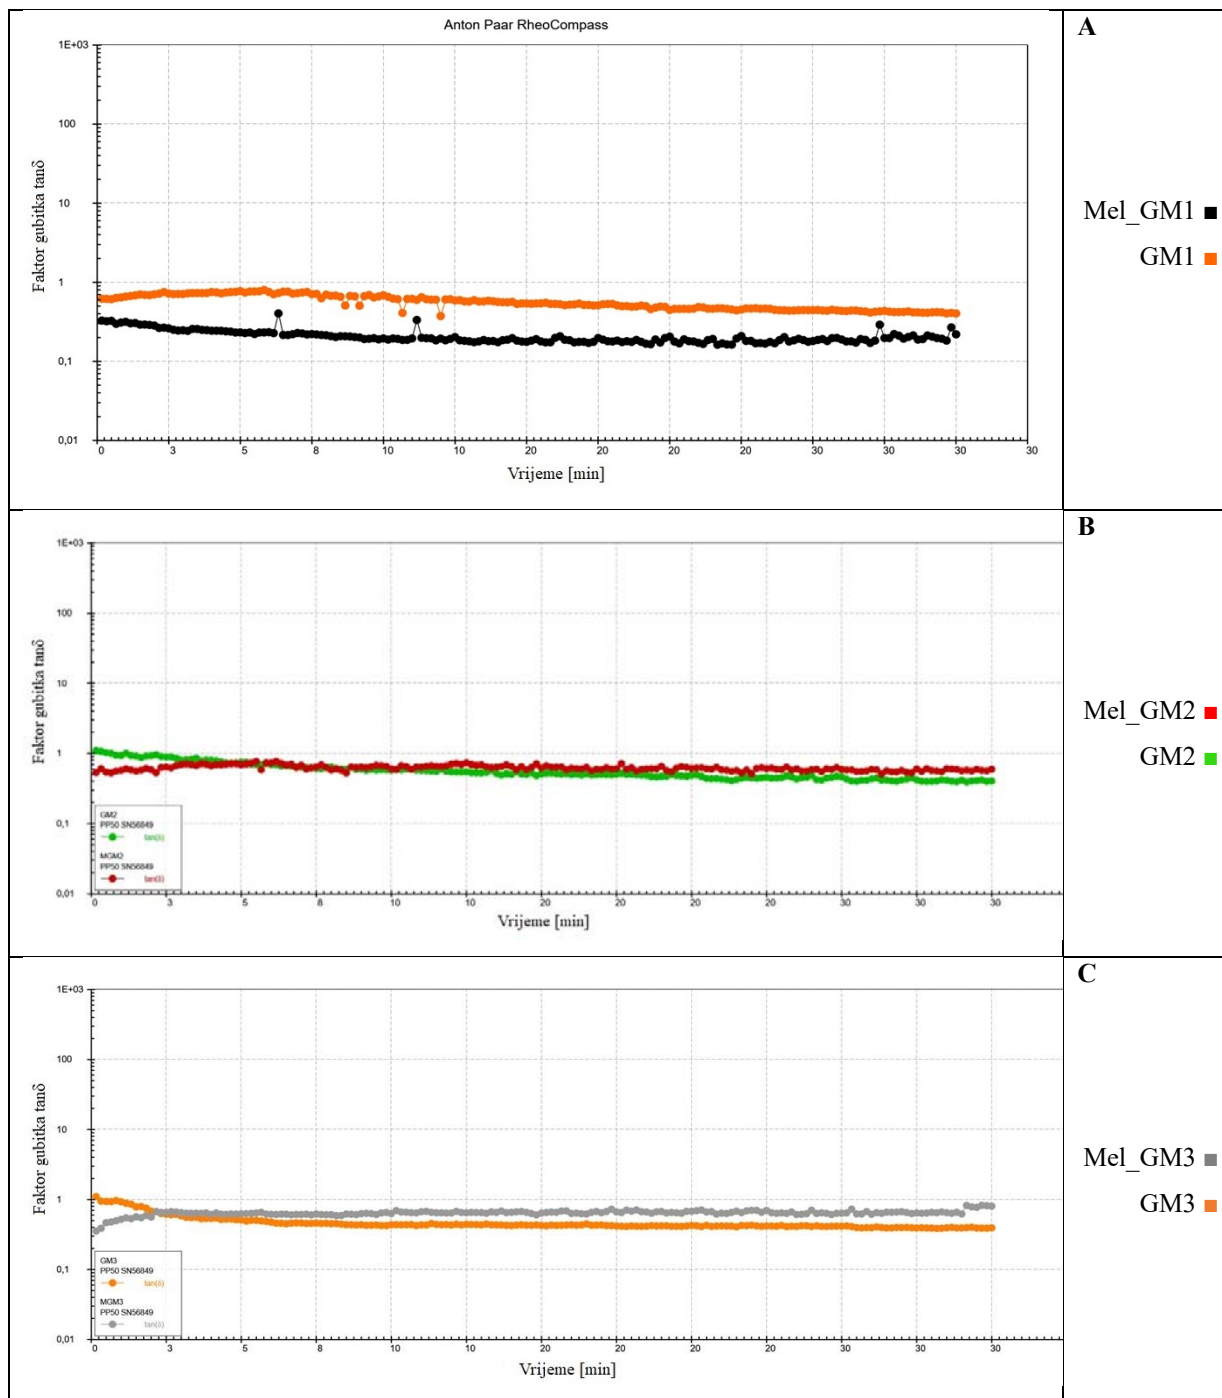 Anton Paar RheoCompass
A
1E+03
100
10
1
0,1
0,01
Faktor gubitka tanδ
0 3 5 8 10 10 20 20 20 20 30 30 30 30
Vrijeme [min]
Mel_GM1
GM1
B
1E+03
100
10
1
0,1
0,01
Faktor gubitka tanδ
GM2
PP50 SN56849
tan(δ)
MGM2
PP50 SN56849
tan(δ)
0 3 5 8 10 10 20 20 20 20 30 30 30
Vrijeme [min]
Mel_GM2
GM2
C
1E+03
100
10
1
0,1
0,01
Faktor gubitka tanδ
GM3
PP50 SN56849
tan(δ)
MGM3
PP50 SN56849
tan(δ)
0 3 5 8 10 10 20 20 20 20 30 30 30
Vrijeme [min]
Mel_GM3
GM3